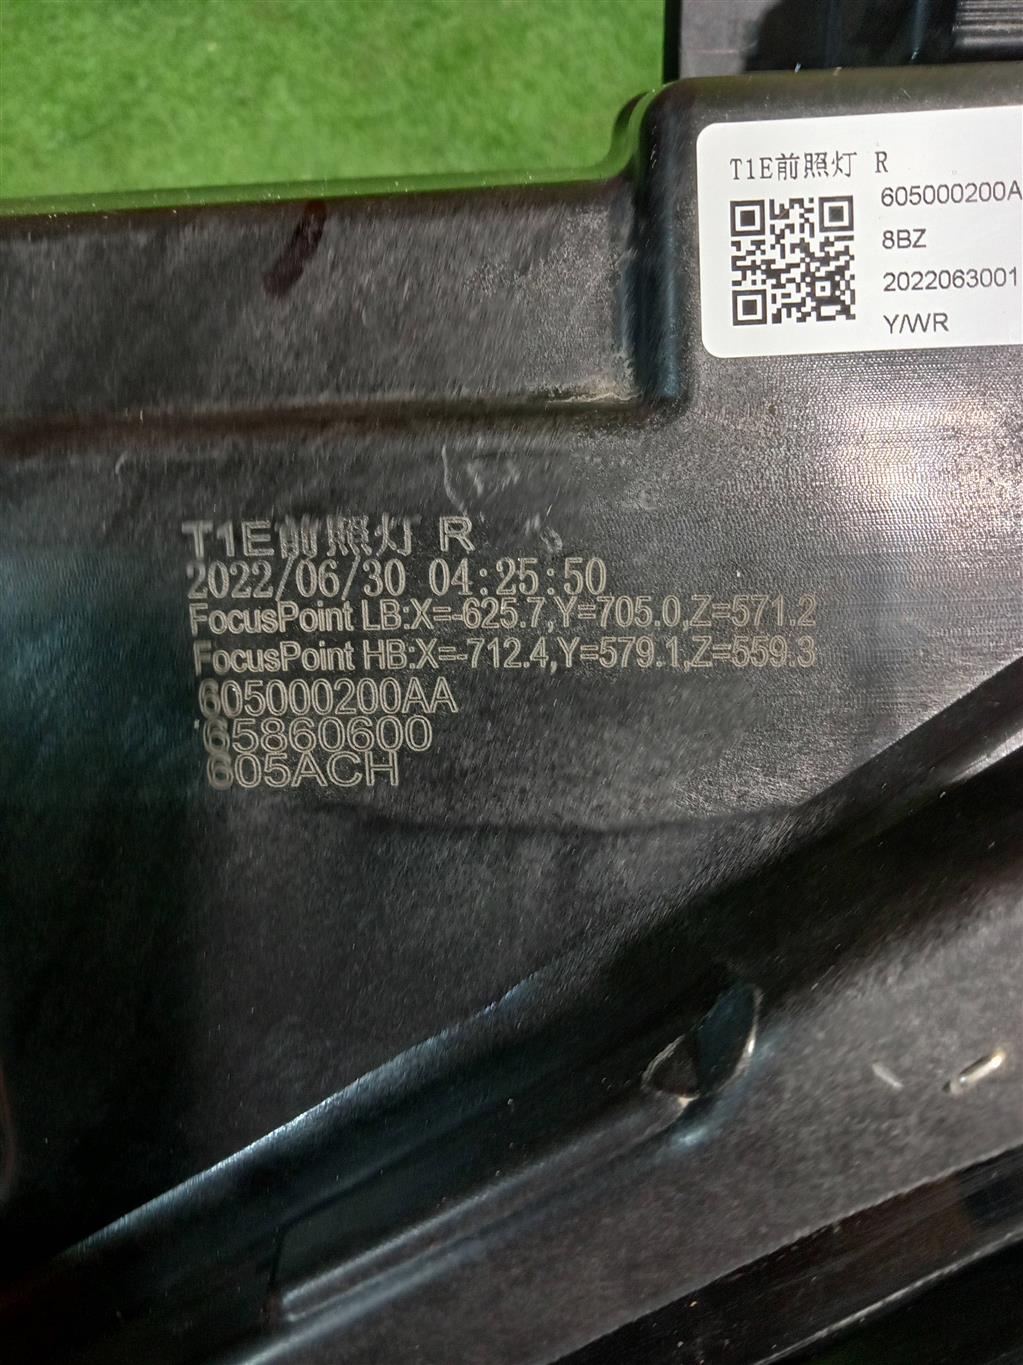 T1E前照灯 R
605000200A
8BZ
2022063001
Y/WR
T1E前照灯 R
2022/06/30 04:25:50
FocusPoint LB:X=-625.7,Y=705.0,Z=571.2
FocusPoint HB:X=-712.4,Y=579.1,Z=559.3
605000200AA
65860600
605ACH